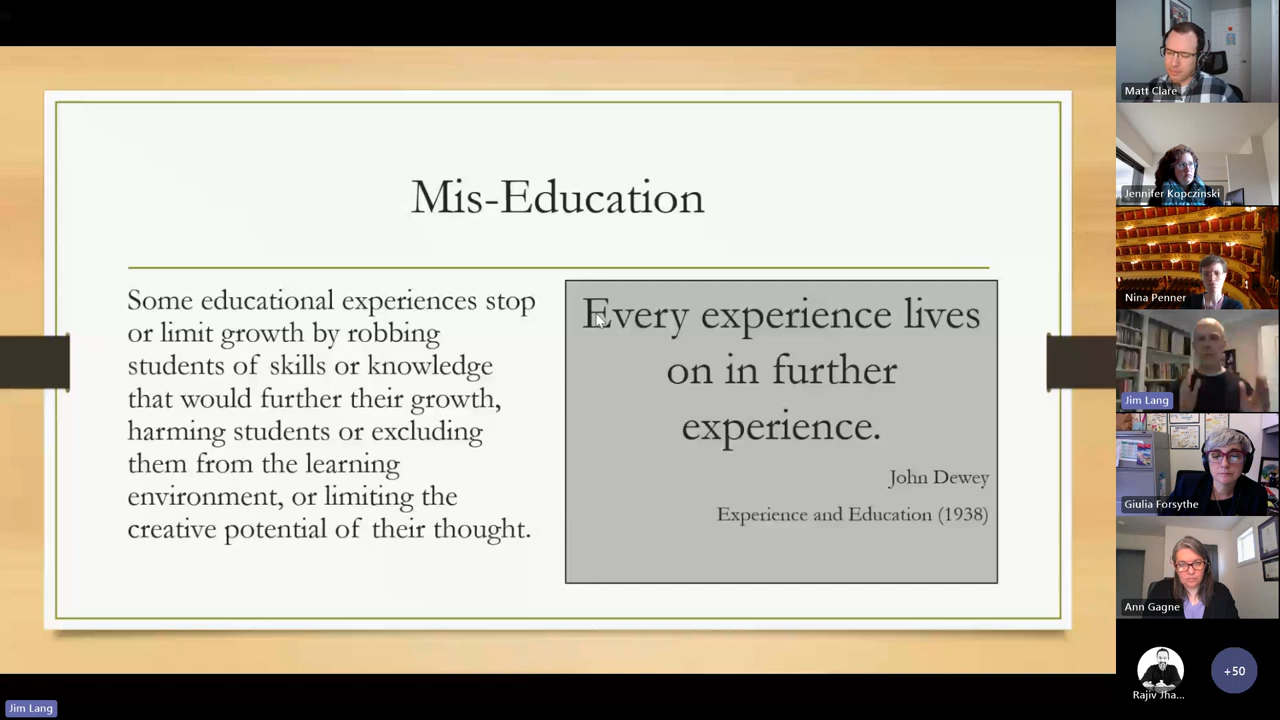 Mis-Education
Some educational experiences stop
or limit growth by robbing
students of skills or knowledge
that would further their growth,
harming students or excluding
them from the learning
environment, or limiting the
creative potential of their thought.
Every experience lives
on in further
experience.
John Dewey
Experience and Education (1938)
Matt Clare
Jennifer Kopczinski
Nina Penner
Jim Lang
Giulia Forsythe
Ann Gagne
Rajiv Jha...
+50
Jim Lang